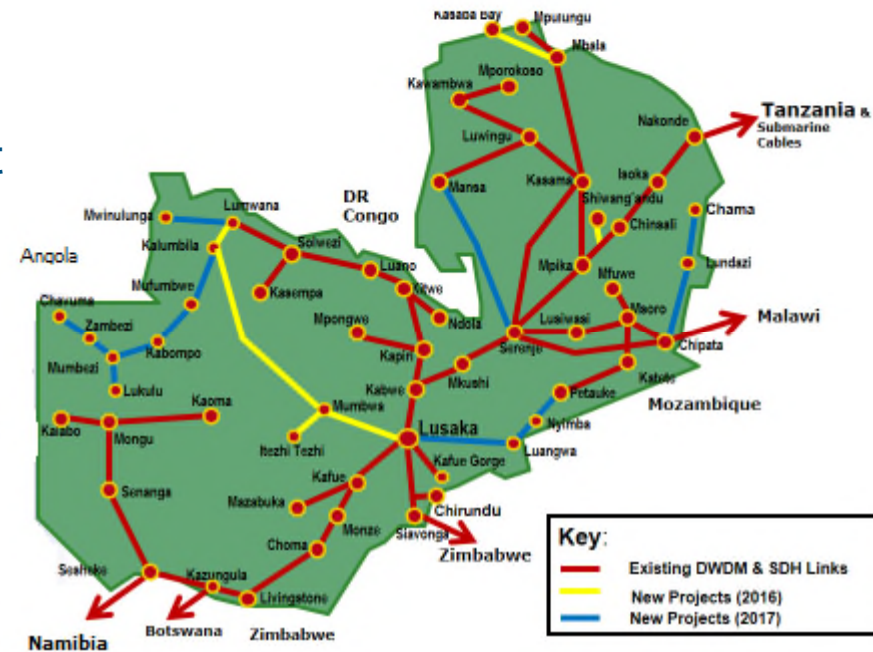 Kasaba Bay
Mpulungu
Mbala
Mporokoso
Kawambwa
Tanzania &
Submarine
Cables
Nakonde
Luwingu
Isoka
Kasama
Mansa
DR
Congo
Shiwang'andu
Chama
Mwinulunga
Lumwana
Chinsali
Solwezi
Angola
Kalumbila
Luano
Mpika
Lundazi
Mufumbwe
Kitwe
Mfuwe
Chavuma
Kasempa
Msoro
Malawi
Zambezi
Mpongwe
Ndola
Lusiwasi
Serenje
Chipata
Mumbezi
Kabompo
Kapiri
Mkushi
Katete
Lukulu
Kabwe
Petauke
Mozambique
Kaoma
Mumbwa
Nyimba
Kalabo
Lusaka
Mongu
Itezhi Tezhi
Luangwa
Kafue
Kafue Gorge
Senanga
Mazabuka
Chirundu
Monze
Siavonga
Choma
Zimbabwe
Key:
Existing DWDM & SDH Links
New Projects (2016)
New Projects (2017)
Sesheke
Kazungula
Livingstone
Namibia
Botswana
Zimbabwe